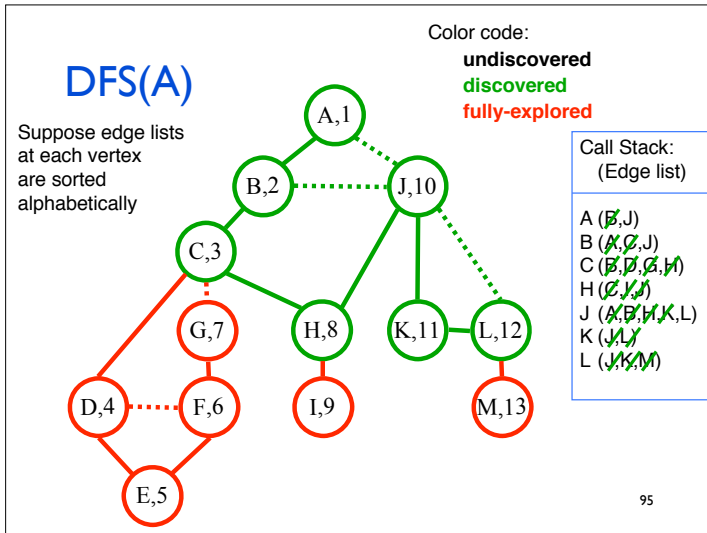 DFS(A)
Suppose edge lists
at each vertex
are sorted
alphabetically
Color code:
undiscovered
discovered
fully-explored
A,1
B,2
J,10
C,3
G,7
H,8
K,11
L,12
D,4
F,6
I,9
M,13
E,5
Call Stack:
(Edge list)
A (B,J)
B (A,C,J)
C (B,D,G,H)
H (C,I,J)
J (A,B,H,K,L)
K (J,L)
L (J,K,M)
95